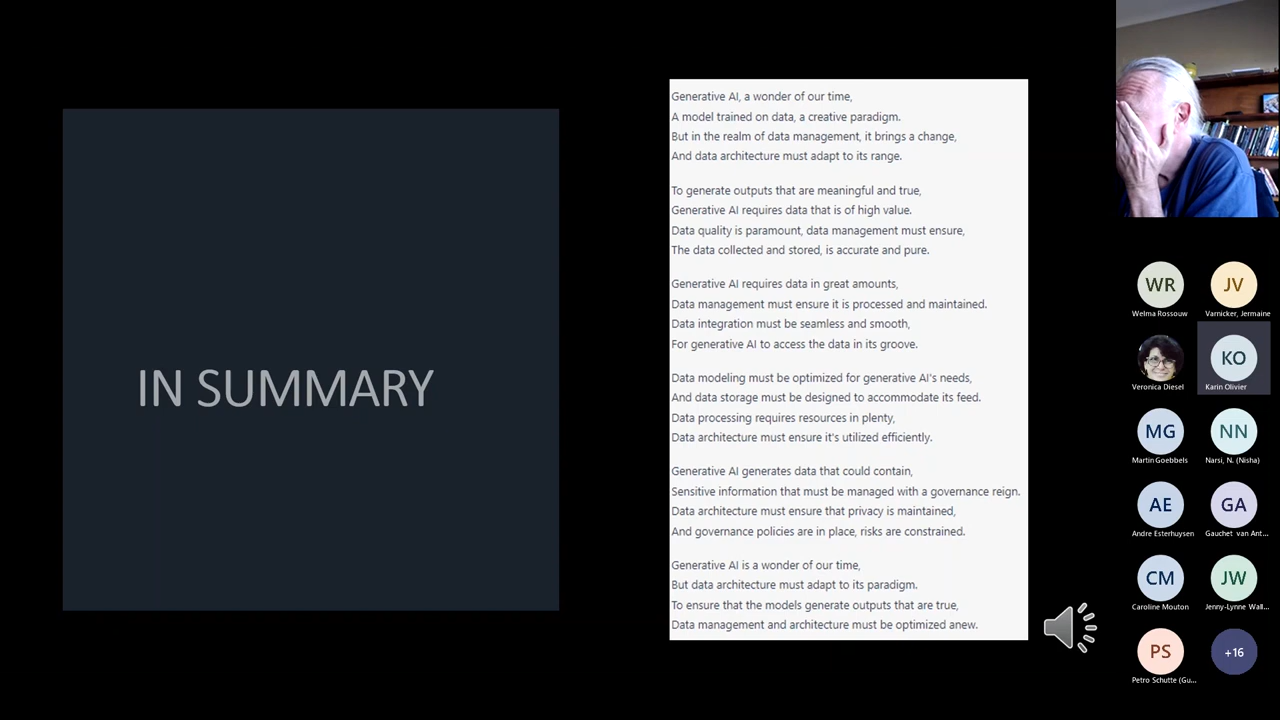 IN SUMMARY
Generative AI, a wonder of our time,
A model trained on data, a creative paradigm.
But in the realm of data management, it brings a change,
And data architecture must adapt to its range.
To generate outputs that are meaningful and true,
Generative AI requires data that is of high value.
Data quality is paramount, data management must ensure,
The data collected and stored, is accurate and pure.
Generative AI requires data in great amounts,
Data management must ensure it is processed and maintained.
Data integration must be seamless and smooth,
For generative AI to access the data in its groove.
Data modeling must be optimized for generative AI's needs,
And data storage must be designed to accommodate its feed.
Data processing requires resources in plenty,
Data architecture must ensure it's utilized efficiently.
Generative AI generates data that could contain,
Sensitive information that must be managed with a governance reign.
Data architecture must ensure that privacy is maintained,
And governance policies are in place, risks are constrained.
Generative AI is a wonder of our time,
But data architecture must adapt to its paradigm.
To ensure that the models generate outputs that are true,
Data management and architecture must be optimized anew.
WR
Welma Rossouw
JV
Varnicker, Jermaine
Veronica Diesel
KO
Karin Olivier
MG
Martin Goebbels
NN
Narsi, N. (Nisha)
AE
Andre Esterhuysen
GA
Gauchet van Ant...
CM
Caroline Mouton
JW
Jenny-Lynne Wall...
PS
Petro Schutte (Gu...
+16